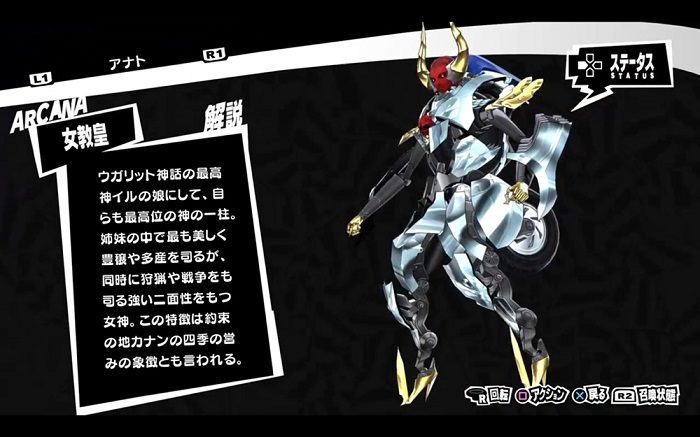 L1
アナト
R1
ステータス
STATUS
ARCANA
女教皇
解説
ウガリット神話の最高
神イルの娘にして、自
らも最高位の神の一柱。
姉妹の中で最も美しく
豊穣や多産を司るが、
同時に狩猟や戦争をも
司る強い二面性をもつ
女神。この特徴は約束
の地カナンの四季の営
みの象徴とも言われる。
R 回転 アクション 戻る R2 召喚状態